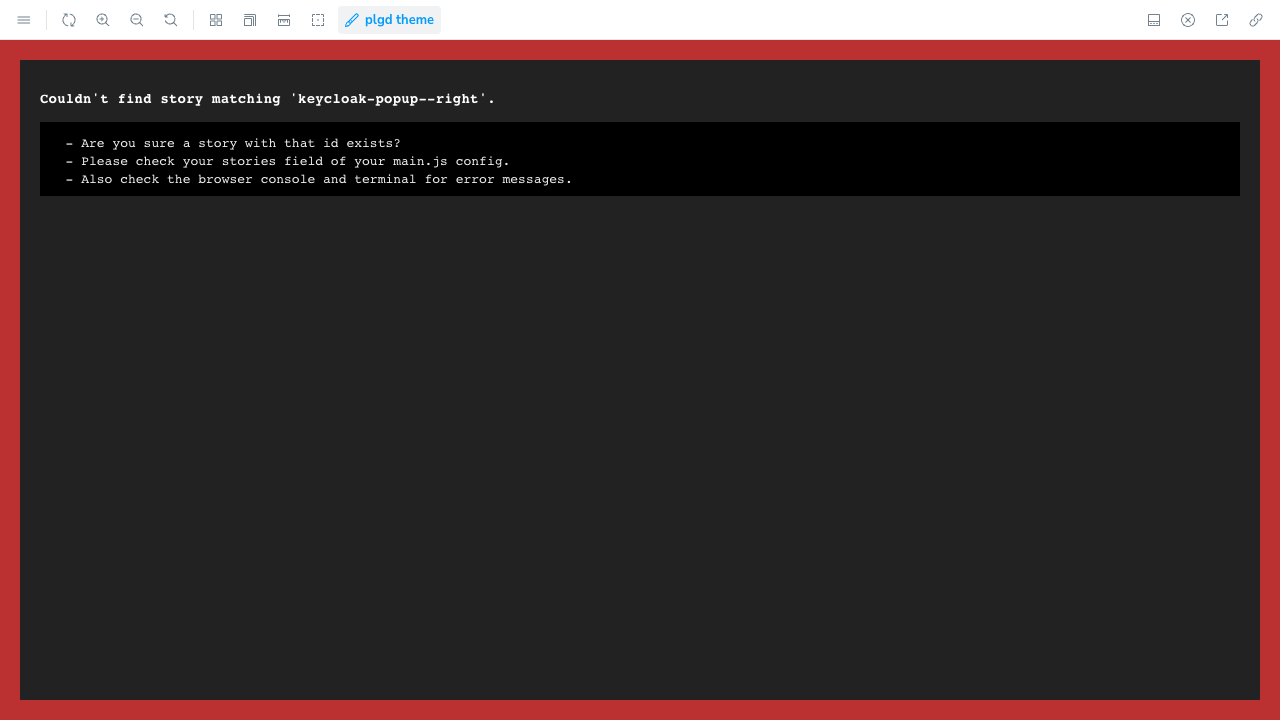 plgd theme
Couldn't find story matching 'keycloak-popup--right'.
- Are you sure a story with that id exists?
- Please check your stories field of your main.js config.
- Also check the browser console and terminal for error messages.